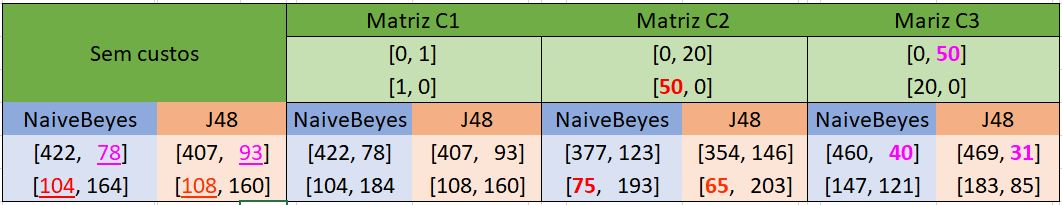 Sem custos
Matriz C1 Matriz C2 Mariz C3
[0, 1] [0, 20] [0, 50]
[1, 0] [50, 0] [20, 0]
NaiveBeyes J48 NaiveBeyes J48 NaiveBeyes J48 NaiveBeyes J48
[422, 78] [407, 93] [422, 78] [407, 93] [377, 123] [354, 146] [460, 40] [469, 31]
[104, 164] [108, 160] [104, 184 [108, 160] [75, 193] [65, 203] [147, 121] [183, 85]